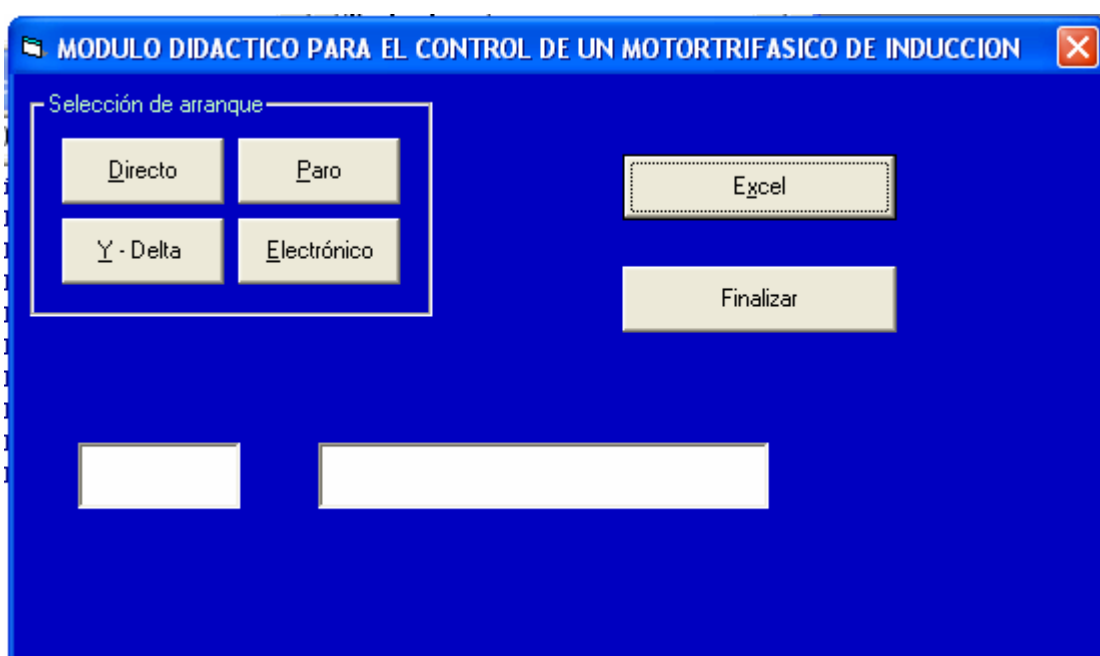 MODULO DIDACTICO PARA EL CONTROL DE UN MOTORTRIFASICO DE INDUCCION
Selección de arranque
Directo
Paro
Y - Delta
Electrónico
Excel
Finalizar